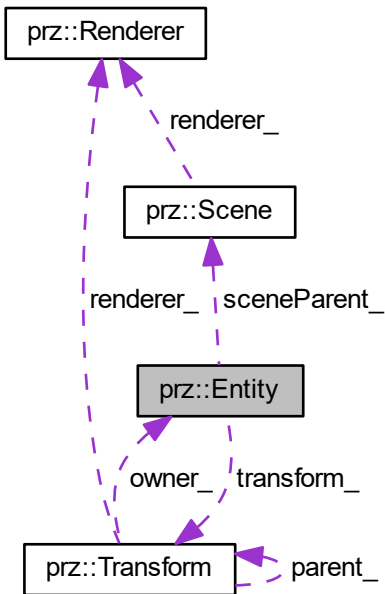 prz::Renderer
renderer_
prz::Scene
renderer_
sceneParent_
prz::Entity
owner_
transform_
prz::Transform
parent_